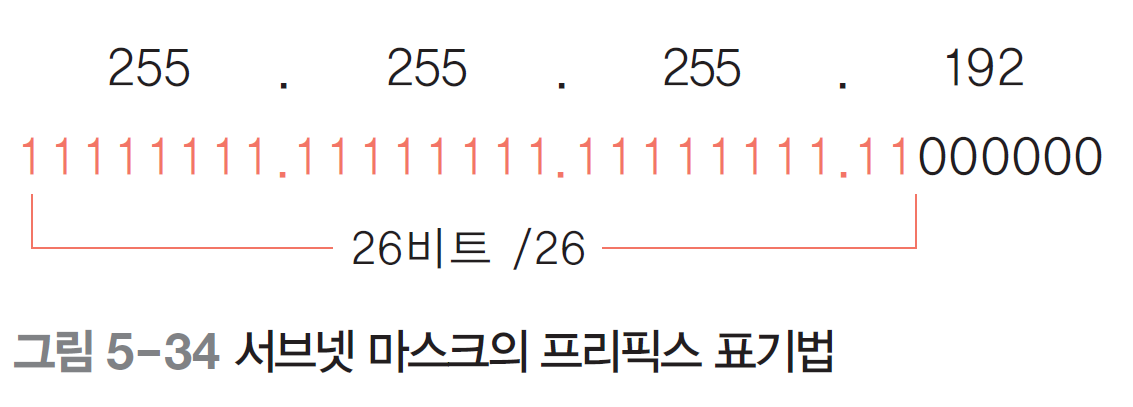 255 . 255 . 255 . 192
11111111.11111111.11111111.11000000
26비트 /26
그림 5-34 서브넷 마스크의 프리픽스 표기법